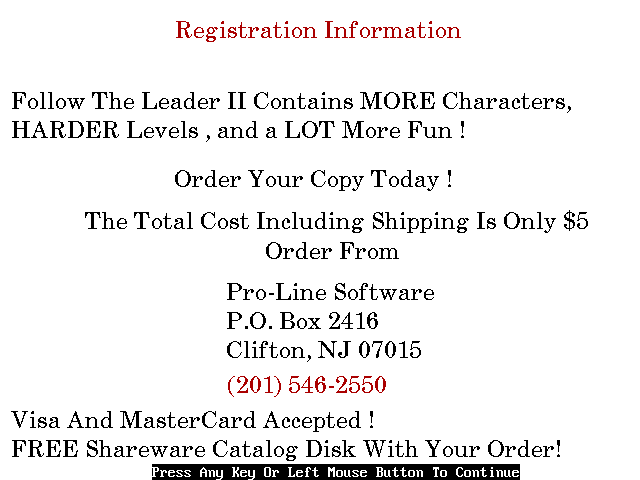 Registration Information
Follow The Leader II Contains MORE Characters,
HARDER Levels , and a LOT More Fun !
Order Your Copy Today !
The Total Cost Including Shipping Is Only $5
Order From
Pro-Line Software
P.O. Box 2416
Clifton, NJ 07015
(201) 546-2550
Visa And MasterCard Accepted !
FREE Shareware Catalog Disk With Your Order!
Press Any Key Or Left Mouse Button To Continue